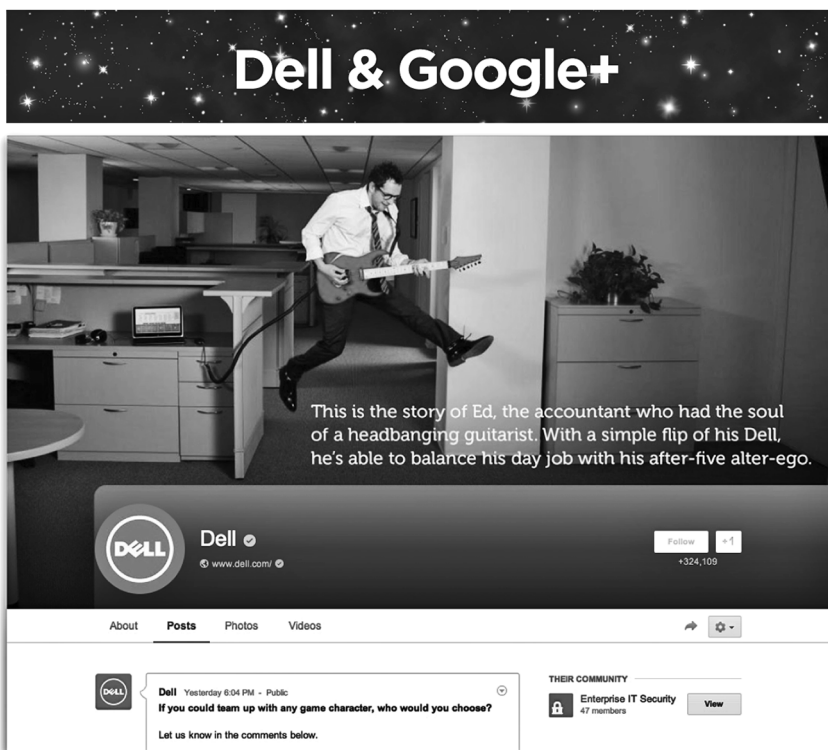 Dell & Google+
This is the story of Ed, the accountant who had the soul
of a headbanging guitarist. With a simple flip of his Dell,
he's able to balance his day job with his after-five alter-ego.
DELL
Dell
www.dell.com/
Follow
+1
+324,109
About Posts Photos Videos
DELL
Dell Yesterday 6:04 PM - Public
If you could team up with any game character, who would you choose?
Let us know in the comments below.
THEIR COMMUNITY
Enterprise IT Security
47 members
View